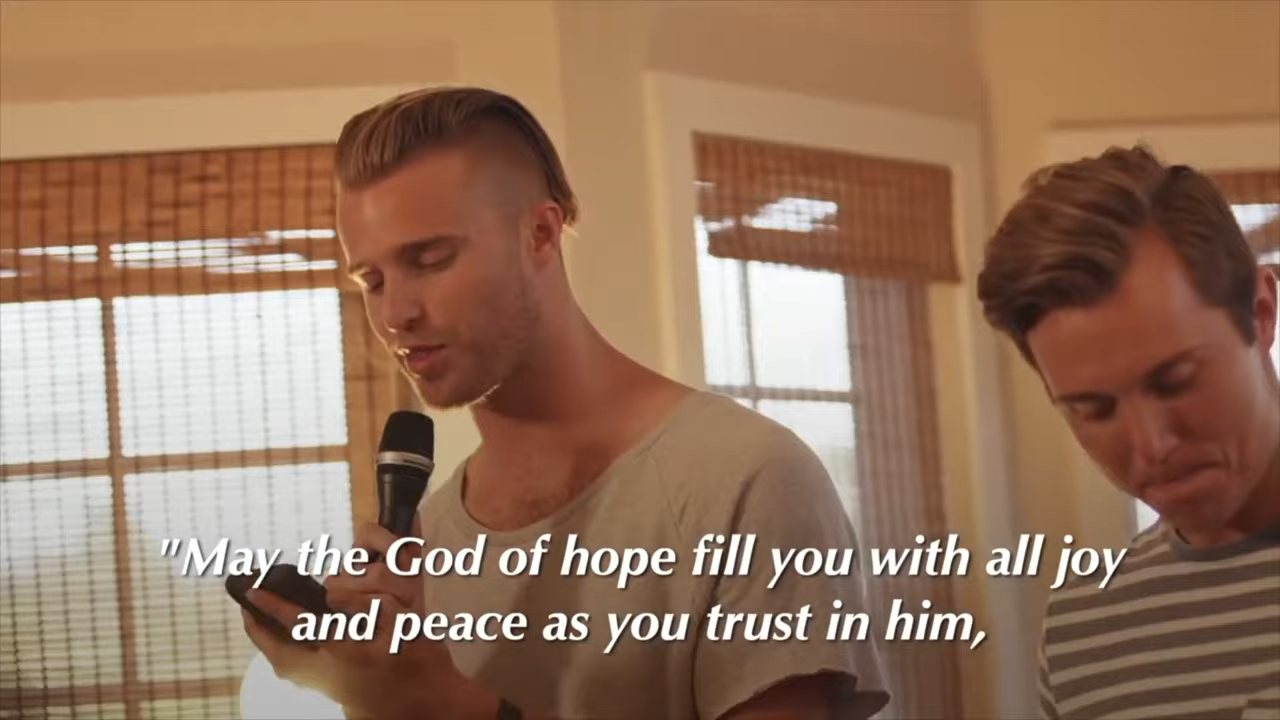 "May the God of hope fill you with all joy
and peace as you trust in him,